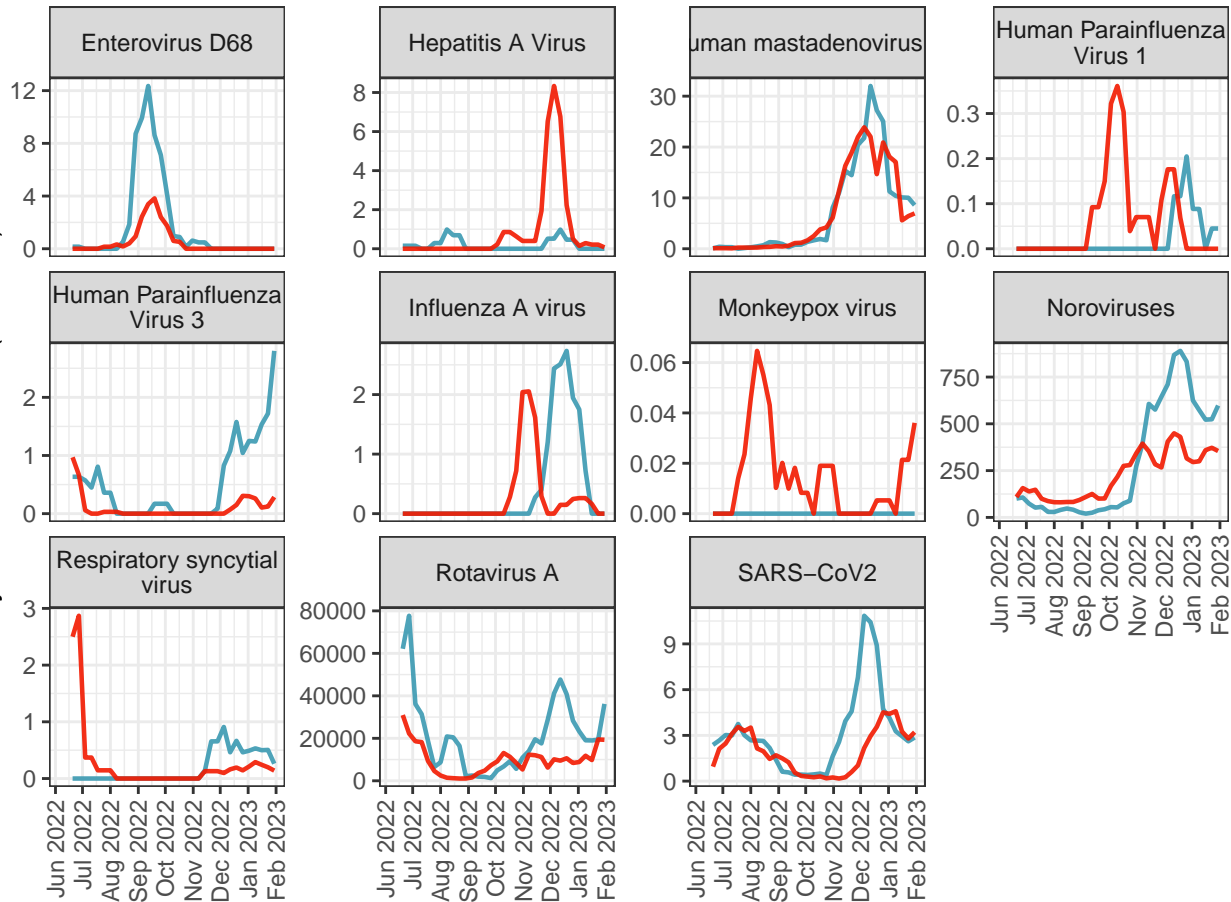 Enterovirus D68
Hepatitis A Virus
uman mastadenovirus
Human Parainfluenza
Virus 1
12
8
4
0
8
6
4
2
0
30
20
10
0
0.3
0.2
0.1
0.0
Human Parainfluenza
Virus 3
Influenza A virus
Monkeypox virus
Noroviruses
2
1
0
2
1
0
0.06
0.04
0.02
0.00
750
500
250
0
Jun 2022
Jul 2022
Aug 2022
Sep 2022
Oct 2022
Nov 2022
Dec 2022
Jan 2023
Feb 2023
Respiratory syncytial
virus
Rotavirus A
SARS−CoV2
3
2
1
0
80000
60000
40000
20000
0
9
6
3
0
Jun 2022
Jul 2022
Aug 2022
Sep 2022
Oct 2022
Nov 2022
Dec 2022
Jan 2023
Feb 2023
Jun 2022
Jul 2022
Aug 2022
Sep 2022
Oct 2022
Nov 2022
Dec 2022
Jan 2023
Feb 2023
Jun 2022
Jul 2022
Aug 2022
Sep 2022
Oct 2022
Nov 2022
Dec 2022
Jan 2023
Feb 2023